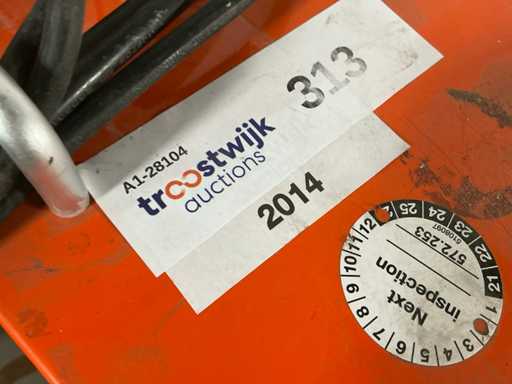 A1-28104
313
troostwijk
auctions
2014
21 22 23 24 25
6108097
572.253
Next
inspection
1 3 4 5 6 7 8 9 10 11 12